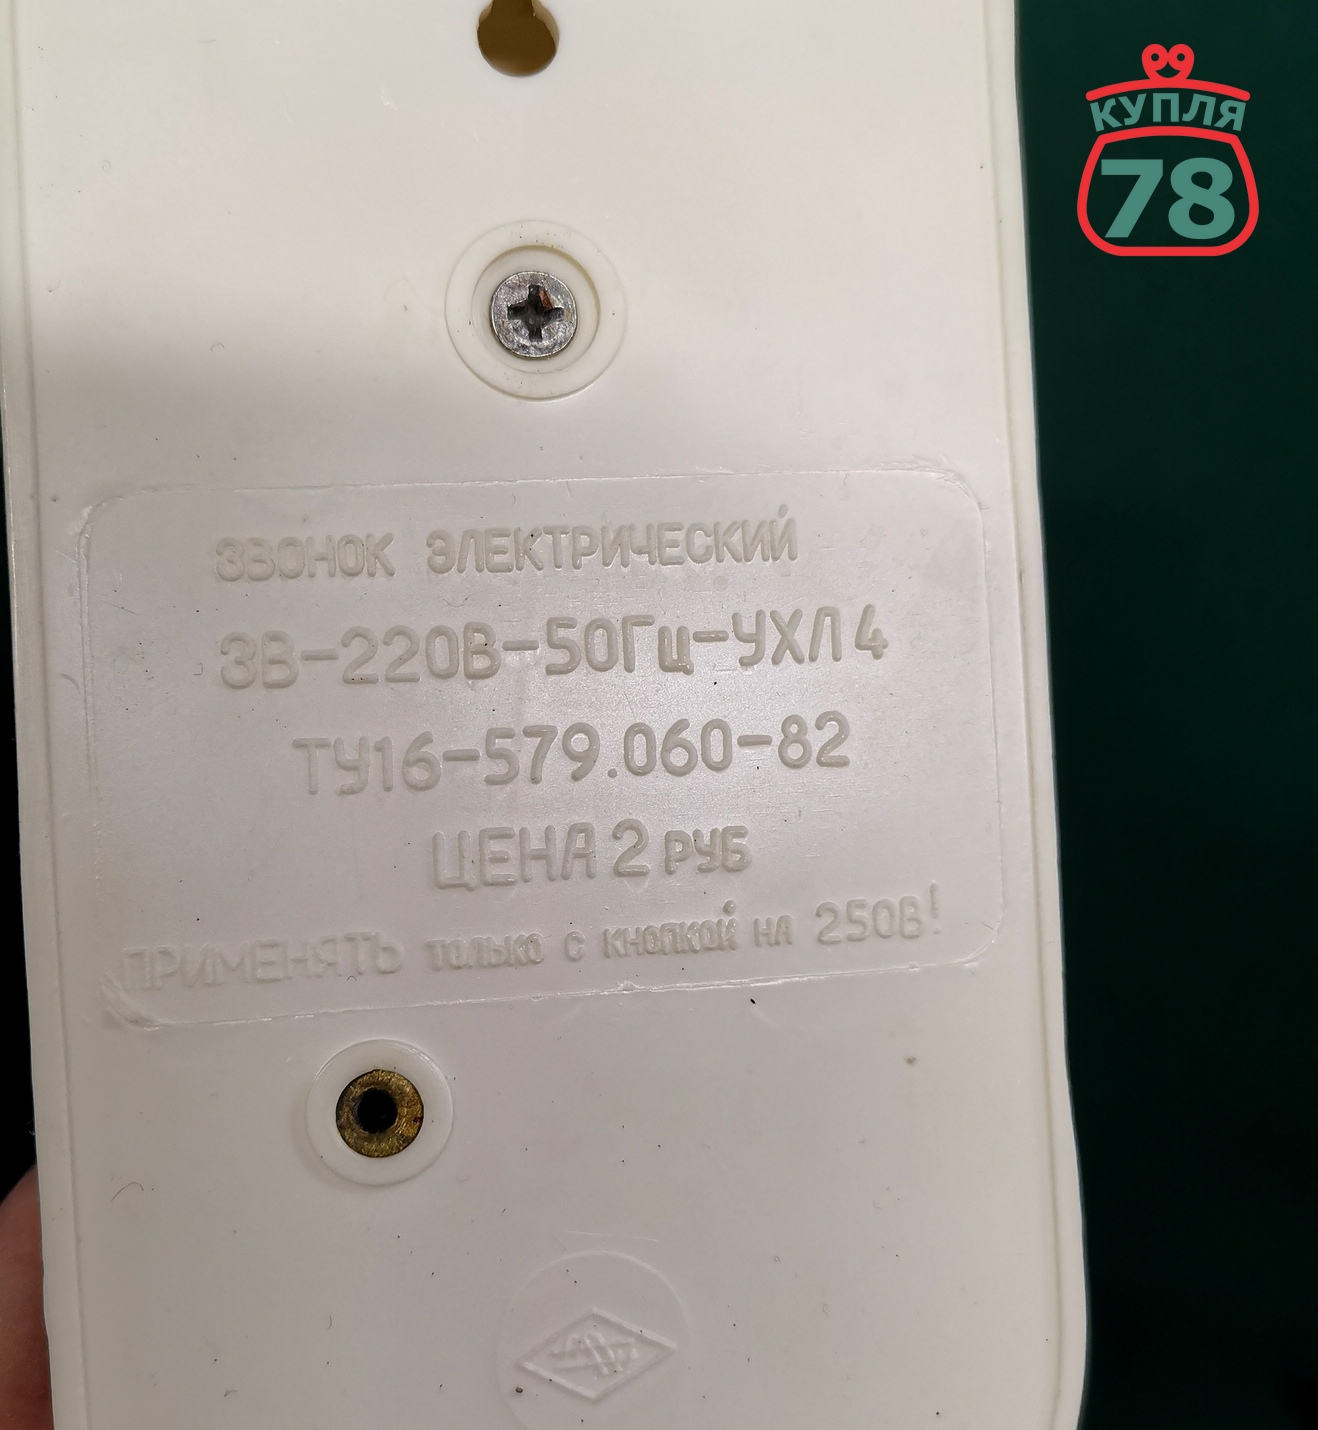 КУПЛЯ
78
ЗВОНОК ЭЛЕКТРИЧЕСКИЙ
ЗВ-220В-50Гц-УХЛ4
ТУ16-579.060-82
ЦЕНА 2 РУБ
ПРИМЕНЯТЬ ТОЛЬКО С КНОПКОЙ НА 250В!